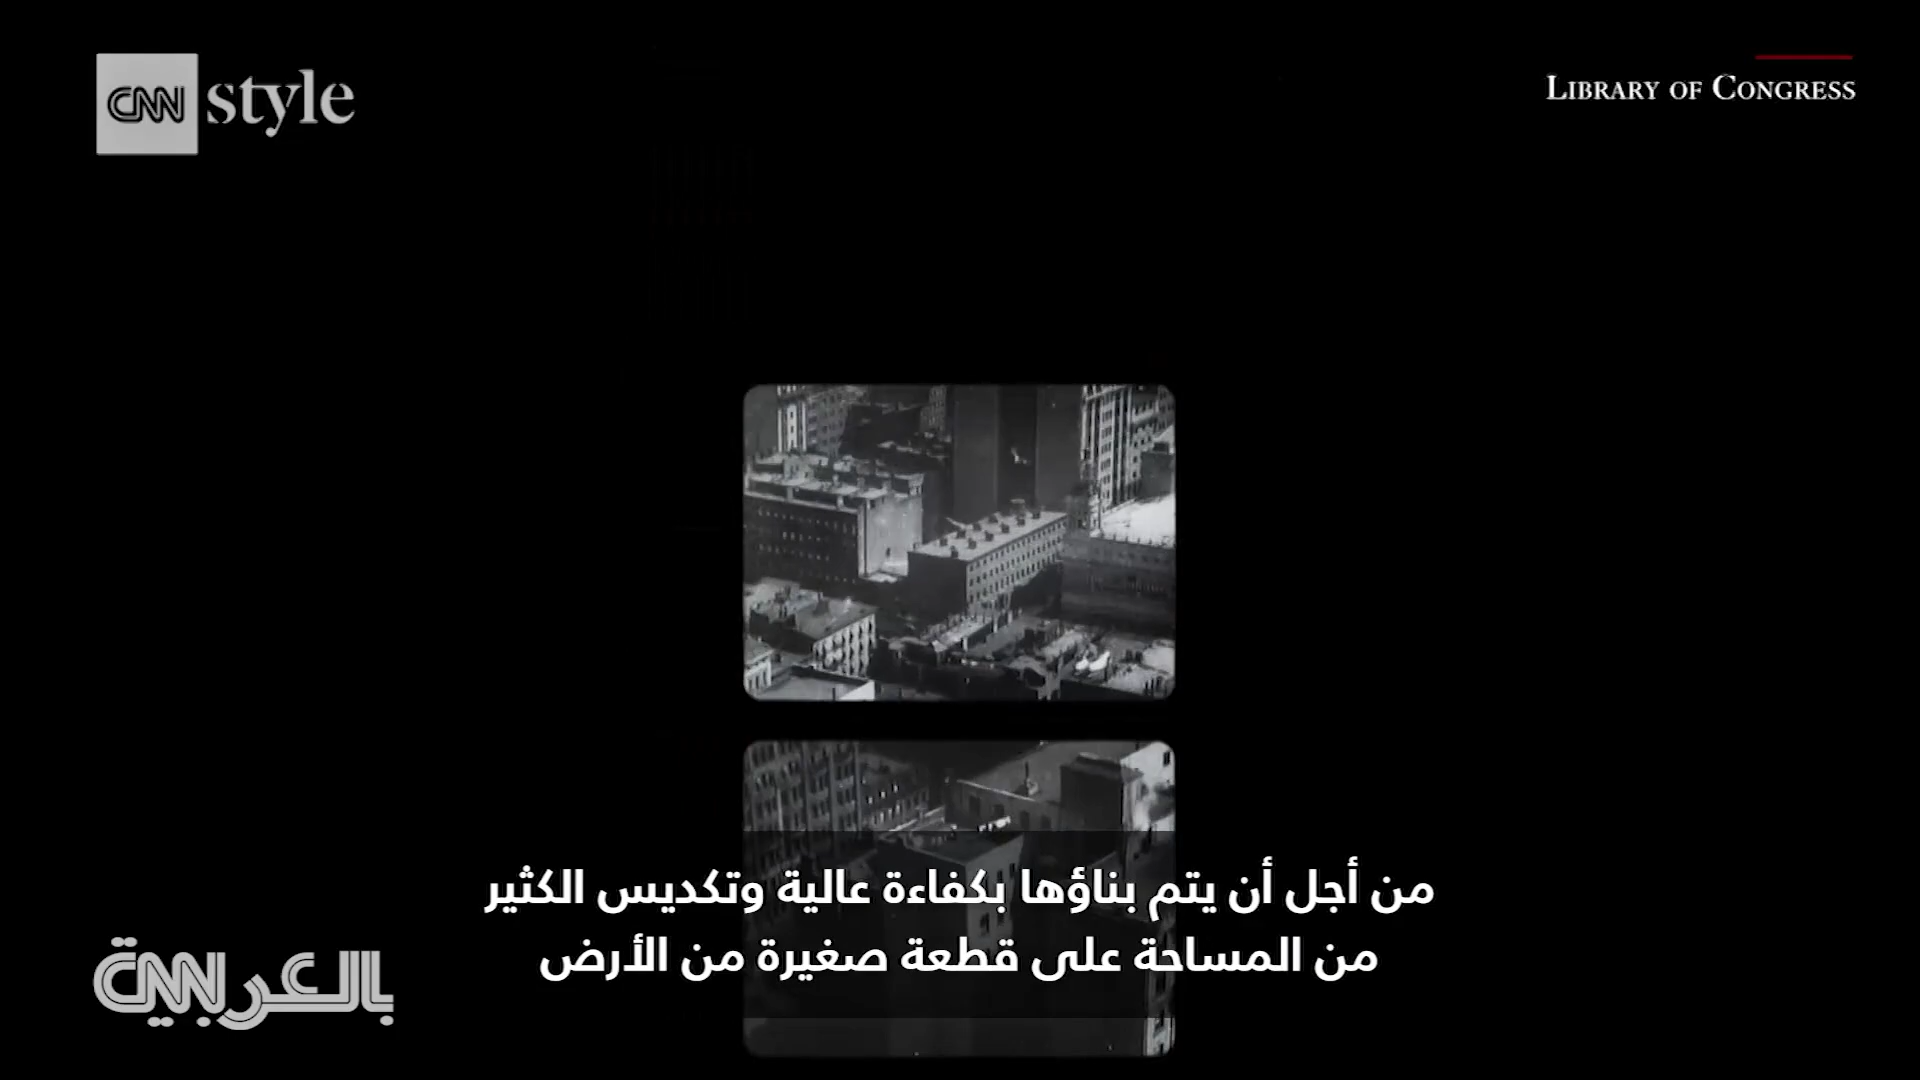 CNN style
LIBRARY OF CONGRESS
من أجل أن يتم بناؤها بكفاءة عالية وتكديس الكثير
من المساحة على قطعة صغيرة من الأرض
CNN بالعربية